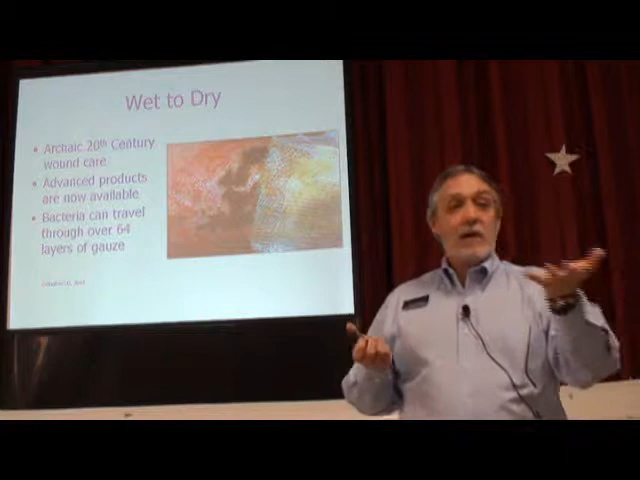 Wet to Dry
• Archaic 20th Century
wound care
• Advanced products
are now available
• Bacteria can travel
through over 64
layers of gauze